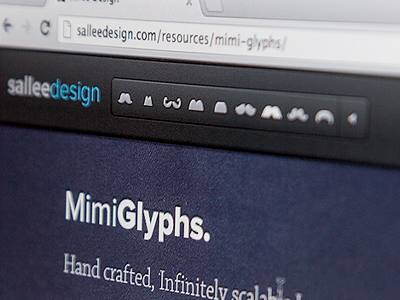 salleedesign.com/resources/mimi-glyphs/
salleedesign
MimiGlyphs.
Hand crafted, Infinitely scalable!